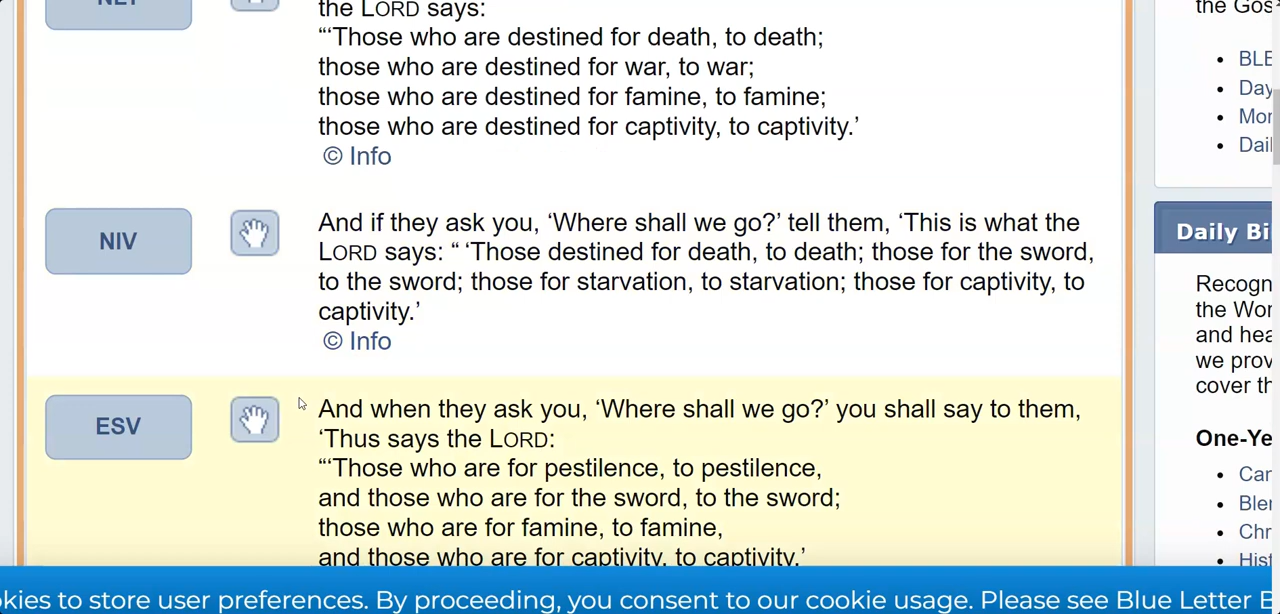 the LORD says:
“‘Those who are destined for death, to death;
those who are destined for war, to war;
those who are destined for famine, to famine;
those who are destined for captivity, to captivity.’
© Info
NIV
And if they ask you, ‘Where shall we go?’ tell them, ‘This is what the
LORD says: “ ‘Those destined for death, to death; those for the sword,
to the sword; those for starvation, to starvation; those for captivity, to
captivity.’
© Info
ESV
And when they ask you, ‘Where shall we go?’ you shall say to them,
‘Thus says the LORD:
“‘Those who are for pestilence, to pestilence,
and those who are for the sword, to the sword;
those who are for famine, to famine,
and those who are for captivity, to captivity.’
the Gos
BLE
Day
Mor
Dail
Daily Bi
Recogn
the Wor
and hea
we prov
cover th
One-Ye
Can
Bler
Chr
Hist
kies to store user preferences. By proceeding, you consent to our cookie usage. Please see Blue Letter B